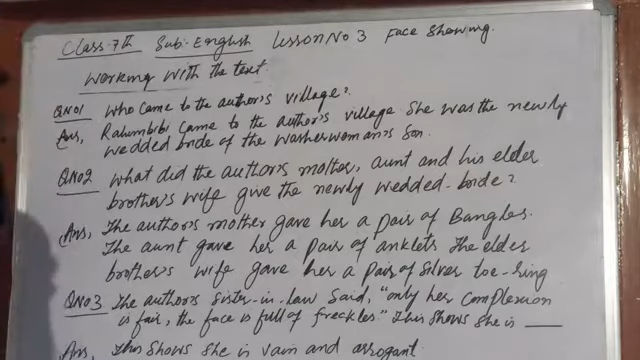 Class 7th Sub: English Lesson No 3 Face Showing.
Working with the text.
QNo1 Who came to the author's village?
Ans, Rahimbibi came to the author's village. She was the newly
wedded bride of the washerwoman's son.
QNo2 What did the author's mother, aunt and his elder
brother's wife give the newly wedded-bride?
Ans, The author's mother gave her a pair of Bangles.
The aunt gave her a pair of anklets The elder
brother's wife gave her a pair of silver toe-ring
QNo3 The author's sister-in-law said, "only her complexion
is fair, the face is full of freckles" This shows she is ____
Ans, This shows she is vain and arrogant.